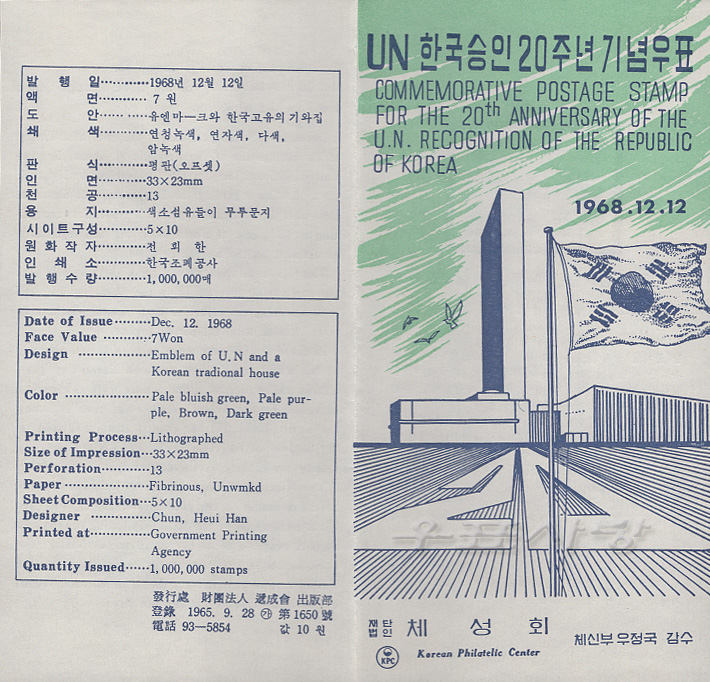 발 행 일············1968년 12월 12일
액 면··········· 7 원
도 안······ ···유엔마—크와 한국고유의 기와집
쇄 색···········연청녹색, 연자색, 다색,
암녹색
판 식···········평판(오프셋)
인 면···········33×23mm
천 공···········13
용 지···········색소섬유들이 무투문지
시이트구성·········5×10
원 화 작 자·········전 희 한
인 쇄 소·········한국조폐공사
발 행 수 량·········1,000,000매
Date of Issue·········Dec. 12. 1968
Face Value ·········7Won
Design ···············Emblem of U.N and a
Korean tradional house
Color ··················Pale bluish green, Pale pur-
ple, Brown, Dark green
Printing Process···Lithographed
Size of Impression···33×23mm
Perforation············13
Paper ··················Fibrinous, Unwmkd
Sheet Composition···5×10
Designer ············Chun, Heui Han
Printed at············Government Printing
Agency
Quantity Issued·····1,000,000 stamps
發行處 財團法人 遞成會 出版部
登錄 1965. 9. 28 ㉮ 第1650號
電話 93—5854 값 10 원
UN 한국승인 20주년 기념우표
COMMEMORATIVE POSTAGE STAMP
FOR THE 20th ANNIVERSARY OF THE
U.N. RECOGNITION OF THE REPUBLIC
OF KOREA
1968.12.12
우표사랑
재단법인 체 성 회
체신부 우정국 감수
KPC
Korean Philatelic Center